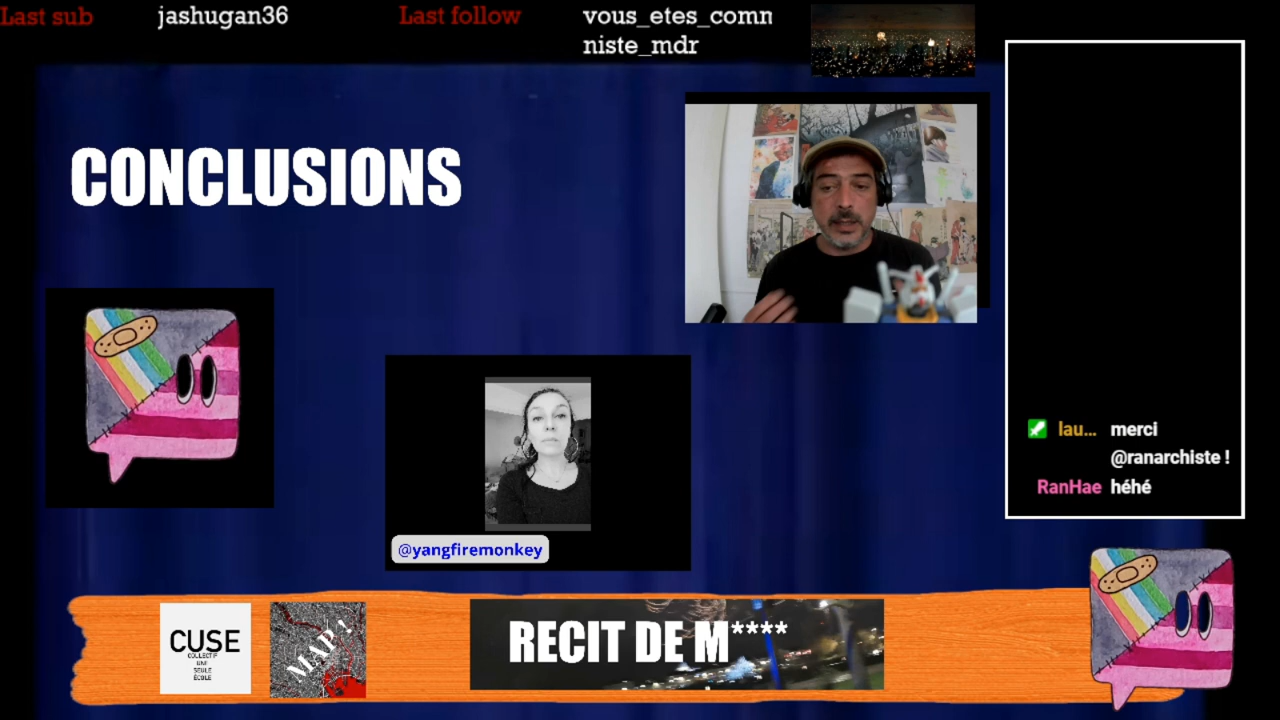 Last sub
jashugan36
Last follow
vous_etes_comn
niste_mdr
CONCLUSIONS
lau... merci
@ranarchiste !
RanHae héhé
@yangfiremonkey
CUSE
COLLECTIF
UNE
SEULE
ÉCOLE
MAP !
RECIT DE M****